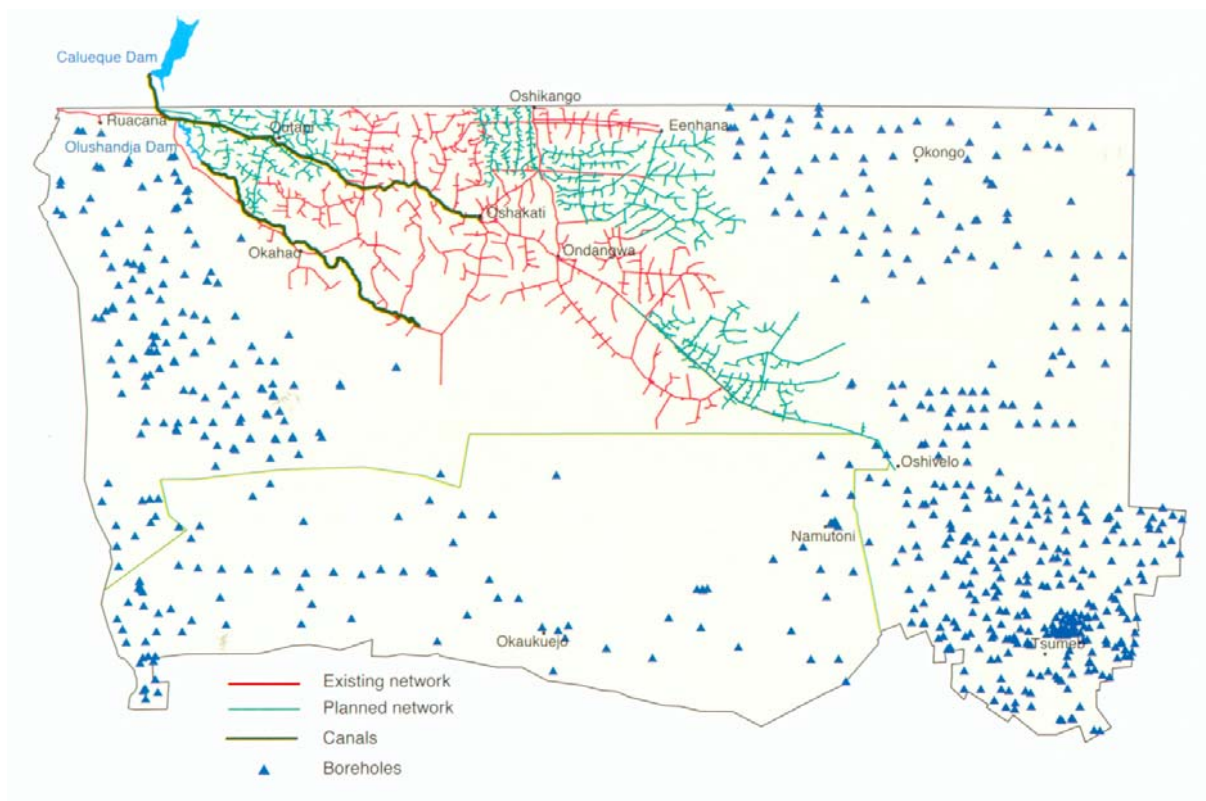 Calueque Dam
Oshikango
Ruacana
Outapi
Eenhana
Olushandja Dam
Okongo
Oshakati
Okahao
Ondangwa
Oshivelo
Namutoni
Okaukuejo
Tsumeb
Existing network
Planned network
Canals
Boreholes